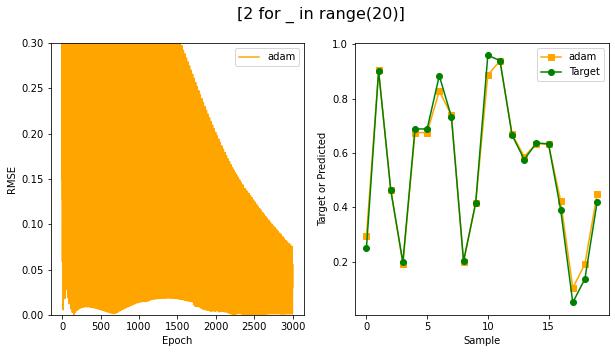 [2 for _ in range(20)]
0.30
0.25
0.20
0.15
0.10
0.05
0.00
RMSE
0 500 1000 1500 2000 2500 3000
Epoch
adam
1.0
0.8
0.6
0.4
0.2
Target or Predicted
0 5 10 15
Sample
adam
Target